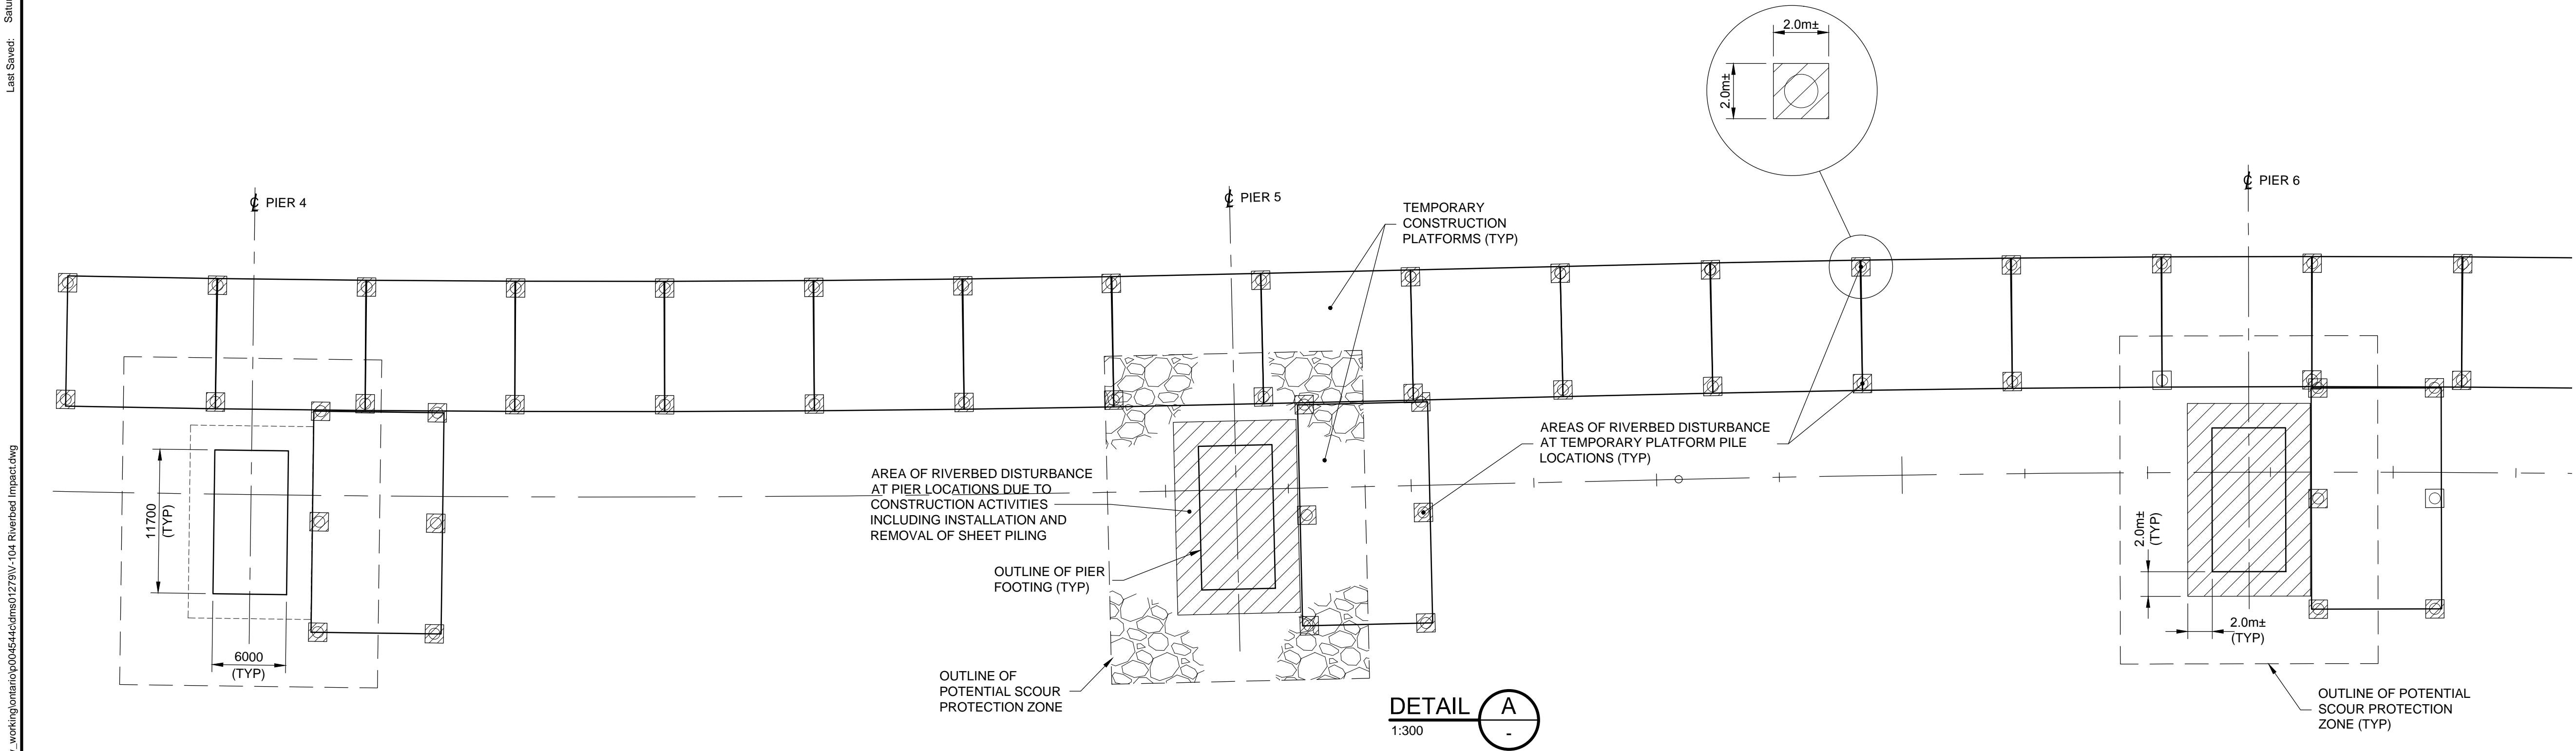 Last Saved: Satur
y_working\ontario\p004544c\dms01279\V-104 Riverbed Impact.dwg
2.0m±
2.0m±
℄ PIER 4
℄ PIER 5
℄ PIER 6
TEMPORARY
CONSTRUCTION
PLATFORMS (TYP)
AREAS OF RIVERBED DISTURBANCE
AT TEMPORARY PLATFORM PILE
LOCATIONS (TYP)
AREA OF RIVERBED DISTURBANCE
AT PIER LOCATIONS DUE TO
CONSTRUCTION ACTIVITIES
INCLUDING INSTALLATION AND
REMOVAL OF SHEET PILING
11700
(TYP)
6000
(TYP)
OUTLINE OF PIER
FOOTING (TYP)
OUTLINE OF
POTENTIAL SCOUR
PROTECTION ZONE
2.0m±
(TYP)
2.0m±
(TYP)
OUTLINE OF POTENTIAL
SCOUR PROTECTION
ZONE (TYP)
DETAIL A
1:300 -